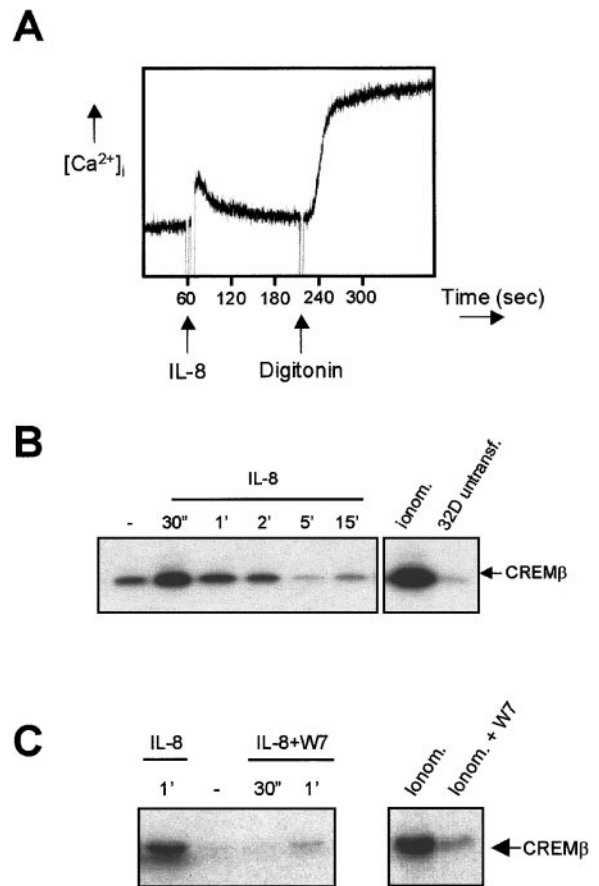 A
[Ca²⁺]i
60 120 180 240 300
Time (sec)
IL-8 Digitonin
B
IL-8
- 30" 1' 2' 5' 15' ionom. 32D untransf.
CREMβ
C
IL-8 IL-8+W7
1' - 30" 1' Ionom. Ionom. + W7
CREMβ